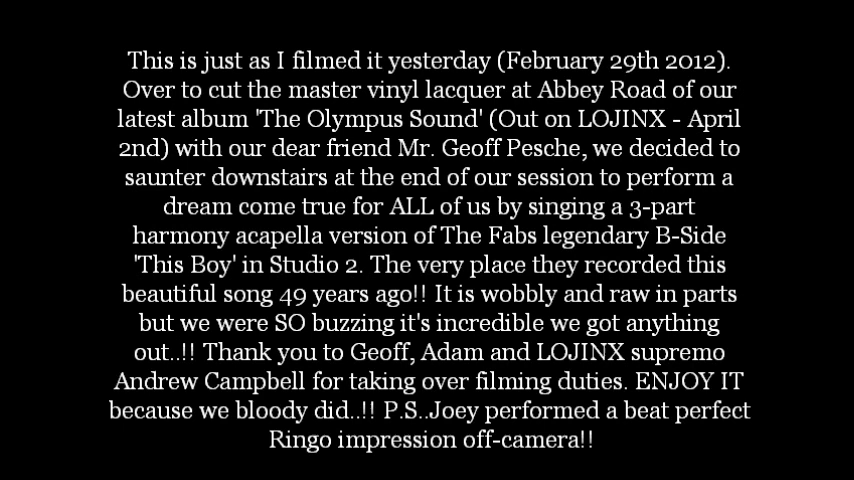 This is just as I filmed it yesterday (February 29th 2012).
Over to cut the master vinyl lacquer at Abbey Road of our
latest album 'The Olympus Sound' (Out on LOJINX - April
2nd) with our dear friend Mr. Geoff Pesche, we decided to
saunter downstairs at the end of our session to perform a
dream come true for ALL of us by singing a 3-part
harmony acapella version of The Fabs legendary B-Side
'This Boy' in Studio 2. The very place they recorded this
beautiful song 49 years ago!! It is wobbly and raw in parts
but we were SO buzzing it's incredible we got anything
out..!! Thank you to Geoff, Adam and LOJINX supremo
Andrew Campbell for taking over filming duties. ENJOY IT
because we bloody did..!! P.S..Joey performed a beat perfect
Ringo impression off-camera!!